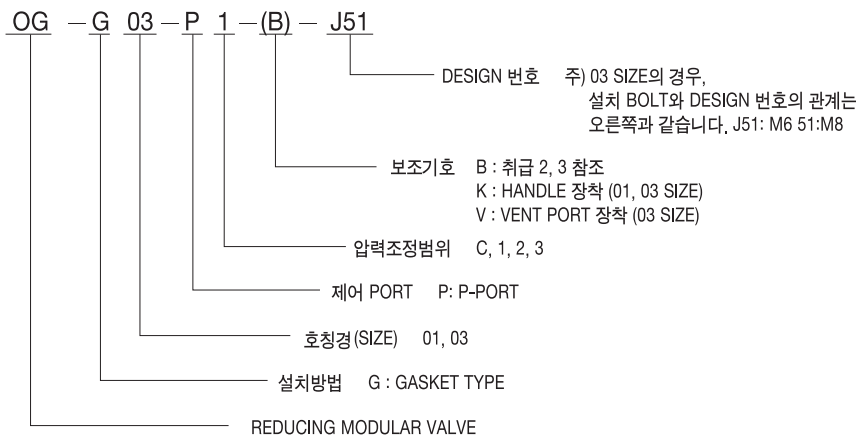 OG - G 03 - P 1 - (B) - J51
DESIGN 번호 주) 03 SIZE의 경우,
설치 BOLT와 DESIGN 번호의 관계는
오른쪽과 같습니다. J51: M6 51:M8
보조기호 B : 취급 2, 3 참조
K : HANDLE 장착 (01, 03 SIZE)
V : VENT PORT 장착 (03 SIZE)
압력조정범위 C, 1, 2, 3
제어 PORT P: P-PORT
호칭경(SIZE) 01, 03
설치방법 G : GASKET TYPE
REDUCING MODULAR VALVE